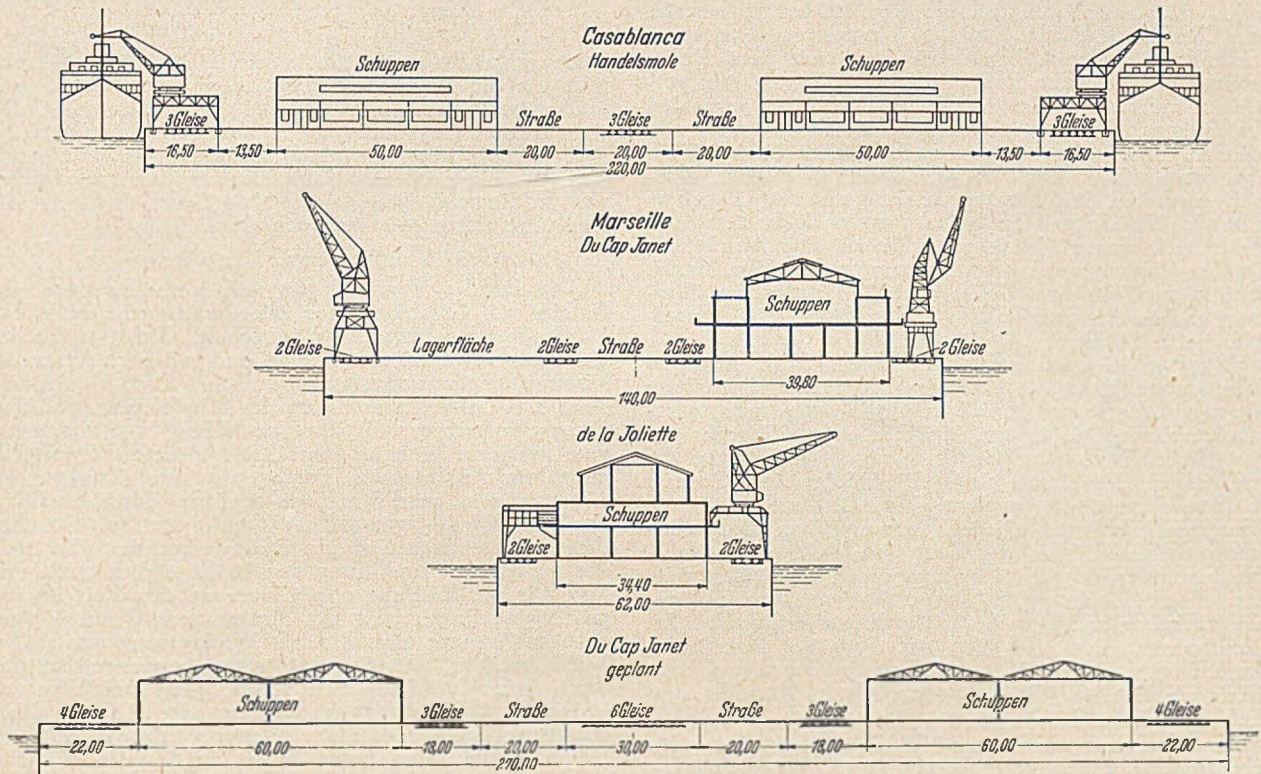 Casablanca
Handelsmole
Schuppen Schuppen
3Gleise Straße 3Gleise Straße 3Gleise
16,50 13,50 50,00 20,00 20,00 20,00 50,00 13,50 16,50
220,00
Marseille
Du Cap Janet
Schuppen
2Gleise Lagerfläche 2Gleise Straße 2Gleise 2Gleise
39,80
140,00
de la Joliette
Schuppen
2Gleise 2Gleise
34,40
62,00
Du Cap Janet
geplant
Schuppen Schuppen
4Gleise 3Gleise Straße 6Gleise Straße 3Gleise 4Gleise
22,00 60,00 18,00 20,00 30,00 20,00 18,00 60,00 22,00
270,00